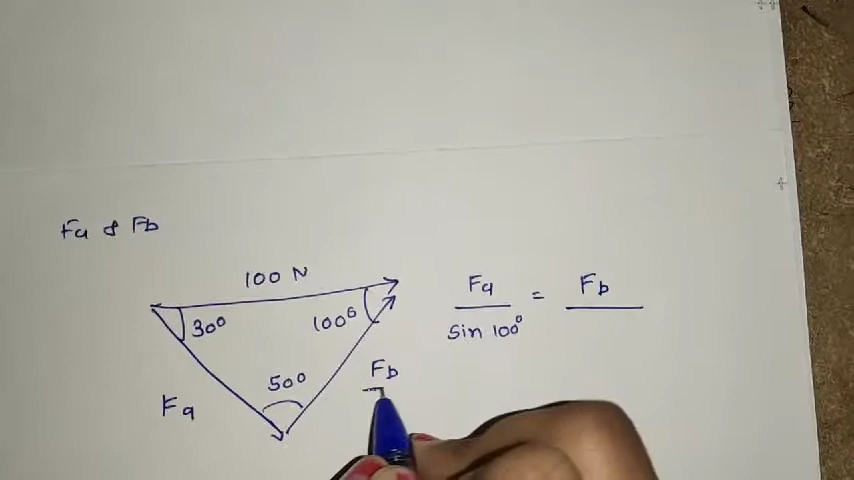 Fa & Fb
100 N
30°
100°
50°
Fa
Fb
Fa / sin 100° = Fb